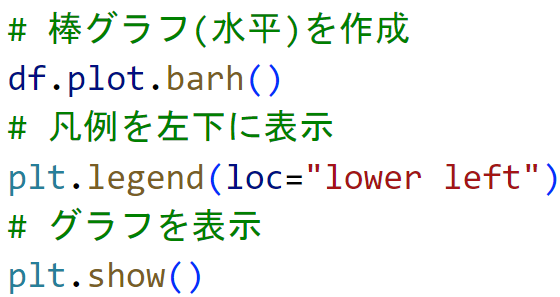 # 棒グラフ(水平)を作成
df.plot.barh()
# 凡例を左下に表示
plt.legend(loc="lower left")
# グラフを表示
plt.show()